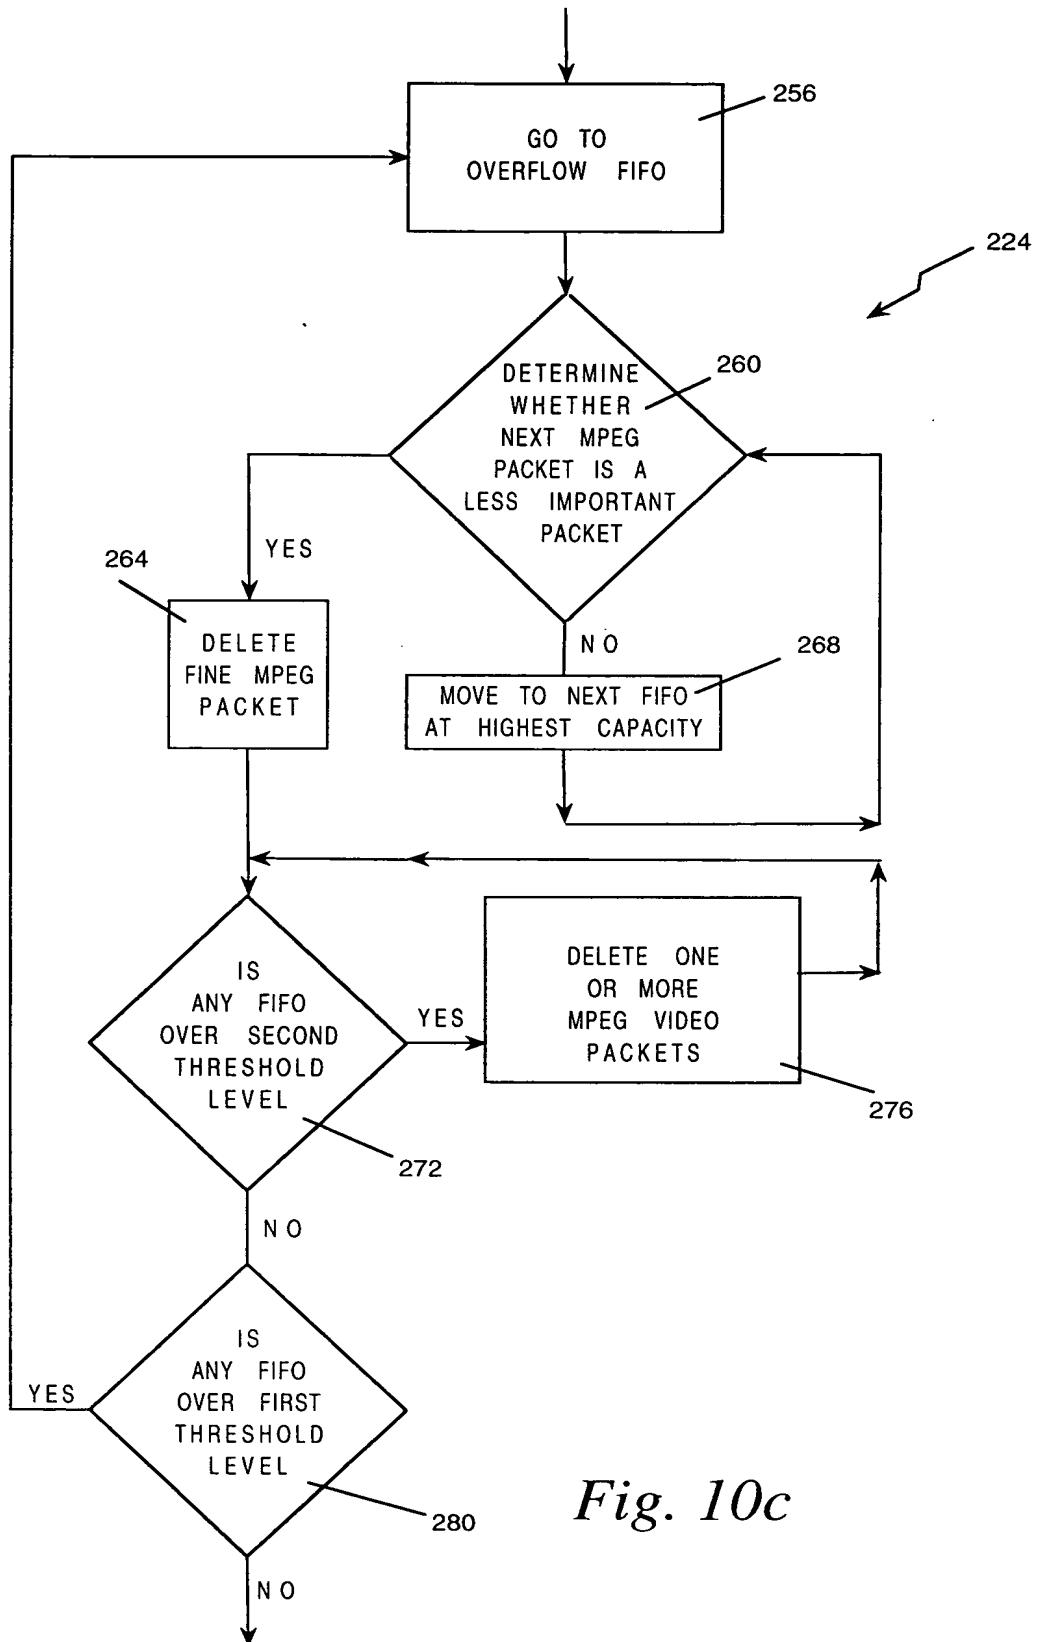 256
GO TO
OVERFLOW FIFO
224
260
DETERMINE
WHETHER
NEXT MPEG
PACKET IS A
LESS IMPORTANT
PACKET
YES
264
DELETE
FINE MPEG
PACKET
NO
268
MOVE TO NEXT FIFO
AT HIGHEST CAPACITY
IS
ANY FIFO
OVER SECOND
THRESHOLD
LEVEL
272
YES
DELETE ONE
OR MORE
MPEG VIDEO
PACKETS
276
NO
IS
ANY FIFO
OVER FIRST
THRESHOLD
LEVEL
280
YES
NO
Fig. 10c